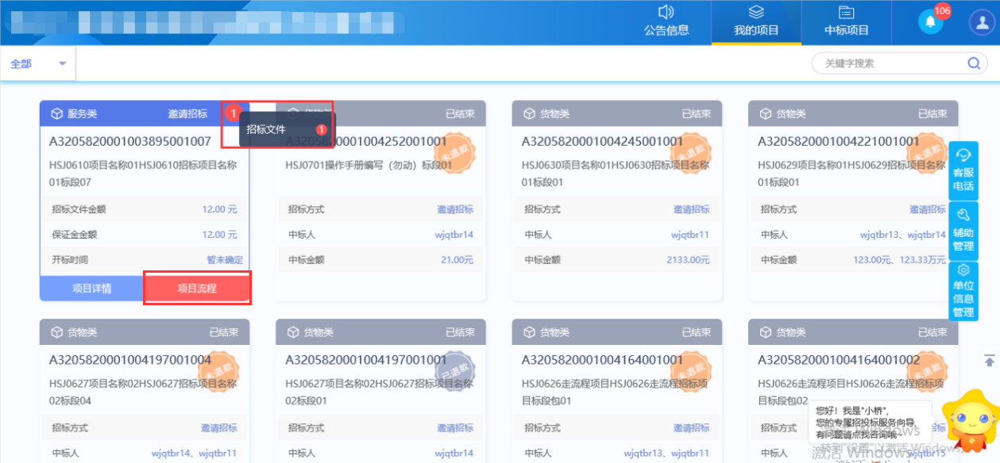 公告信息
我的项目
中标项目
106
全部
关键字搜索
服务类 邀请招标 1
招标文件 1
A3205820001003895001007
HSJ0610项目名称01HSJ0610招标项目名称
01标段07
招标文件金额 12.00 元
保证金金额 12.00 元
开标时间 暂未确定
项目详情 项目流程
货物类 已结束
A3205820001004252001001
未退款
HSJ0701操作手册编写（勿动）标段01
招标方式 邀请招标
中标人 wjqtbr14
中标金额 21.00元
货物类 已结束
A3205820001004245001001
未退款
HSJ0630项目名称01HSJ0630招标项目名称
01标段01
招标方式 邀请招标
中标人 wjqtbr11
中标金额 2133.00元
货物类 已结束
A3205820001004221001001
未退款
HSJ0629项目名称01HSJ0629招标项目名称
01标段01
招标方式 邀请招标
中标人 wjqtbr13、wjqtbr14
中标金额 123.00元、123.33万元
客服
电话
辅助
管理
单位
信息
管理
货物类 已结束
A3205820001004197001004
未退款
HSJ0627项目名称02HSJ0627招标项目名称
02标段04
招标方式 邀请招标
中标人 wjqtbr14、wjqtbr11
货物类 已结束
A3205820001004197001001
已退款
HSJ0627项目名称02HSJ0627招标项目名称
02标段01
招标方式 邀请招标
中标人 wjqtbr14
货物类 已结束
A3205820001004164001001
未退款
HSJ0626走流程项目HSJ0626走流程招标项
目标段包01
招标方式 邀请招标
中标人 wjqtbr13、wjqtbr11
货物类 已结束
A3205820001004164001002
未退款
HSJ0626走流程项目HSJ0626走流程招标项
目标段包02
招标方式
中标人 wjqtbr15
您好！我是"小桥"，
您的专属招投标服务向导，
有问题请点我咨询哦~
激活 Windows